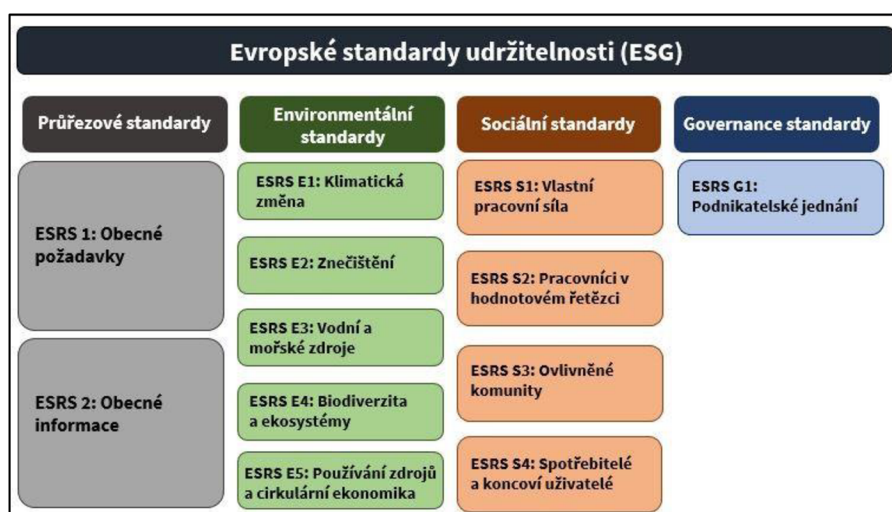 Evropské standardy udržitelnosti (ESG)
Průřezové standardy
ESRS 1: Obecné
požadavky
ESRS 2: Obecné
informace
Environmentální
standardy
ESRS E1: Klimatická
změna
ESRS E2: Znečištění
ESRS E3: Vodní a
mořské zdroje
ESRS E4: Biodiverzita
a ekosystémy
ESRS E5: Používání zdrojů
a cirkulární ekonomika
Sociální standardy
ESRS S1: Vlastní
pracovní síla
ESRS S2: Pracovníci v
hodnotovém řetězci
ESRS S3: Ovlivněné
komunity
ESRS S4: Spotřebitelé
a koncoví uživatelé
Governance standardy
ESRS G1:
Podnikatelské jednání